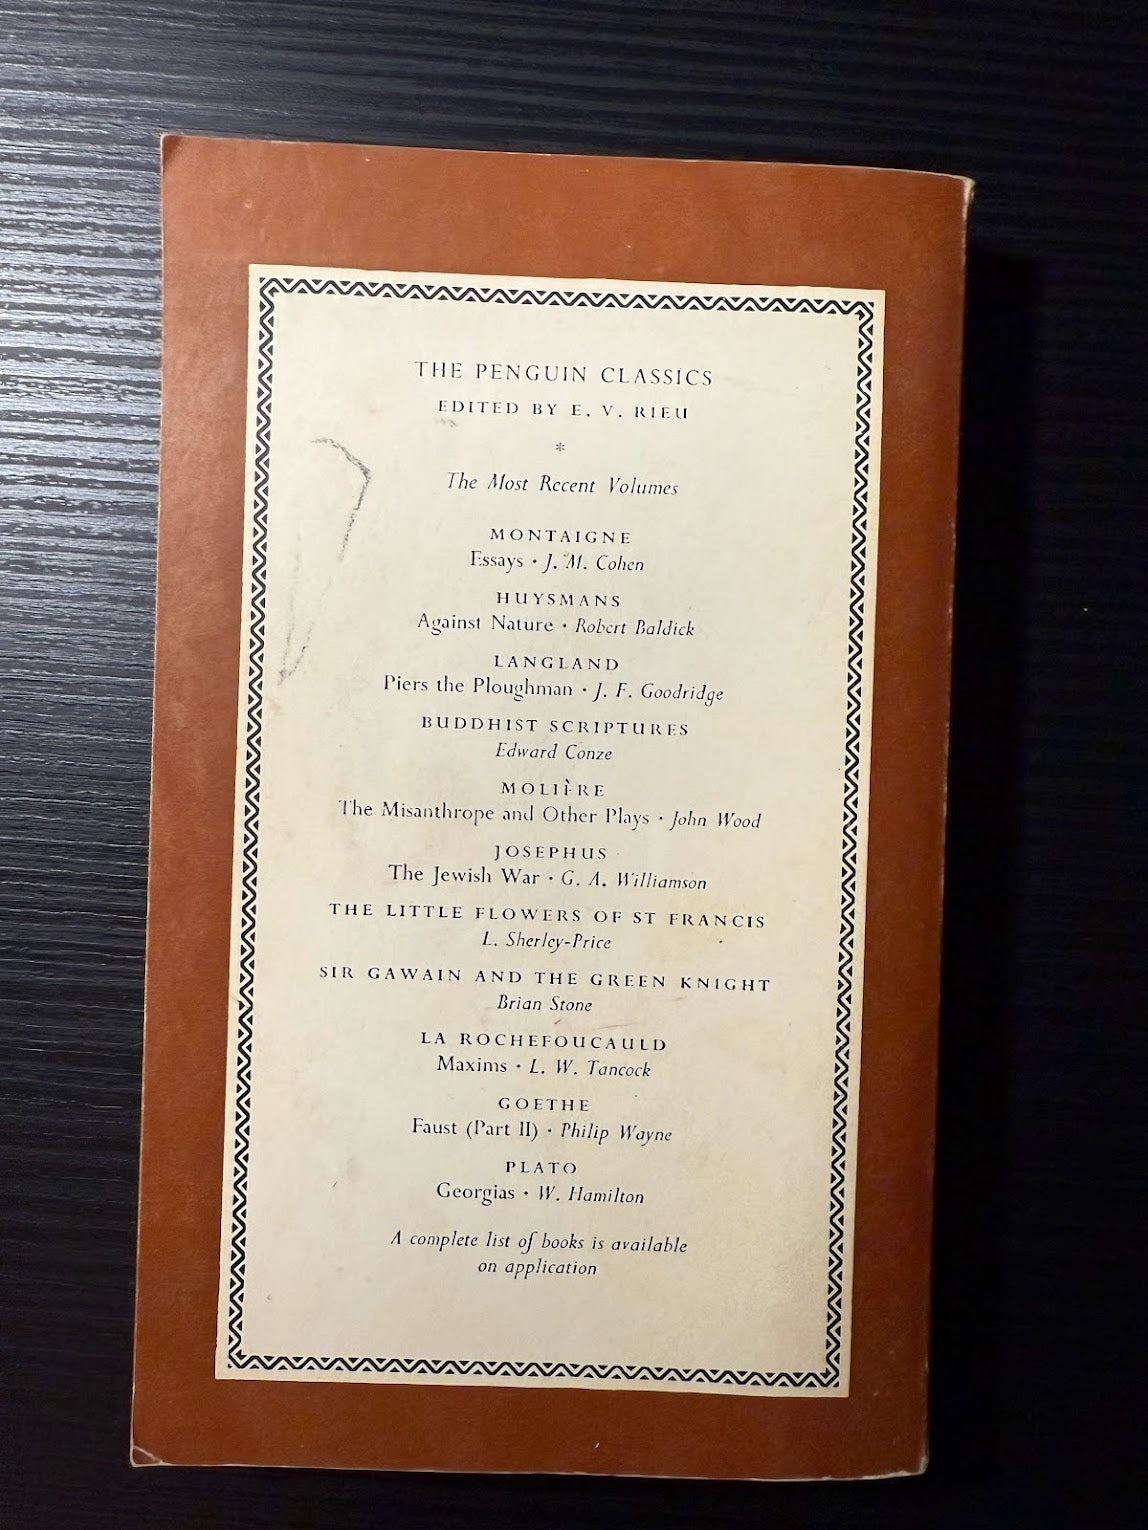 THE PENGUIN CLASSICS
EDITED BY E. V. RIEU
*
The Most Recent Volumes
MONTAIGNE
Essays · J. M. Cohen
HUYSMANS
Against Nature · Robert Baldick
LANGLAND
Piers the Ploughman · J. F. Goodridge
BUDDHIST SCRIPTURES
Edward Conze
MOLIÈRE
The Misanthrope and Other Plays · John Wood
JOSEPHUS
The Jewish War · G. A. Williamson
THE LITTLE FLOWERS OF ST FRANCIS
L. Sherley-Price
SIR GAWAIN AND THE GREEN KNIGHT
Brian Stone
LA ROCHEFOUCAULD
Maxims · L. W. Tancock
GOETHE
Faust (Part II) · Philip Wayne
PLATO
Georgias · W. Hamilton
A complete list of books is available
on application